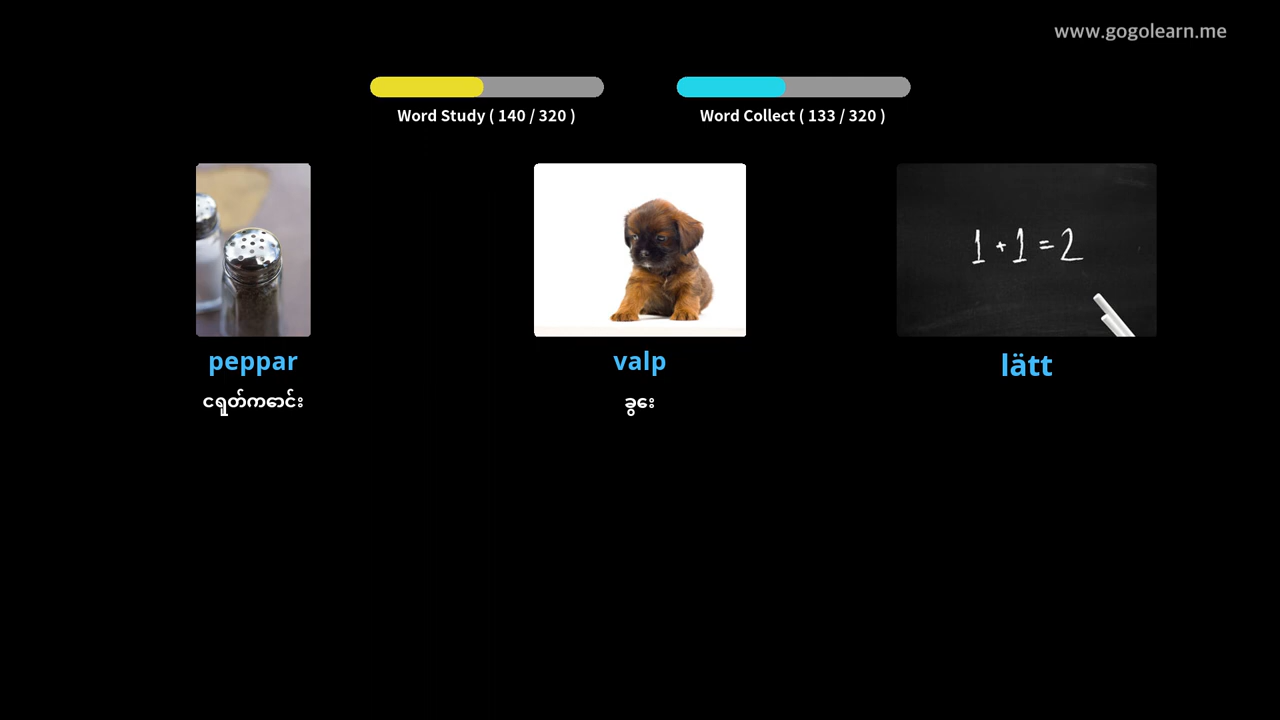 www.gogolearn.me
Word Study ( 140 / 320 )
Word Collect ( 133 / 320 )
1 + 1 = 2
peppar
valp
lätt
ငရုတ်ကောင်း
ခွေး